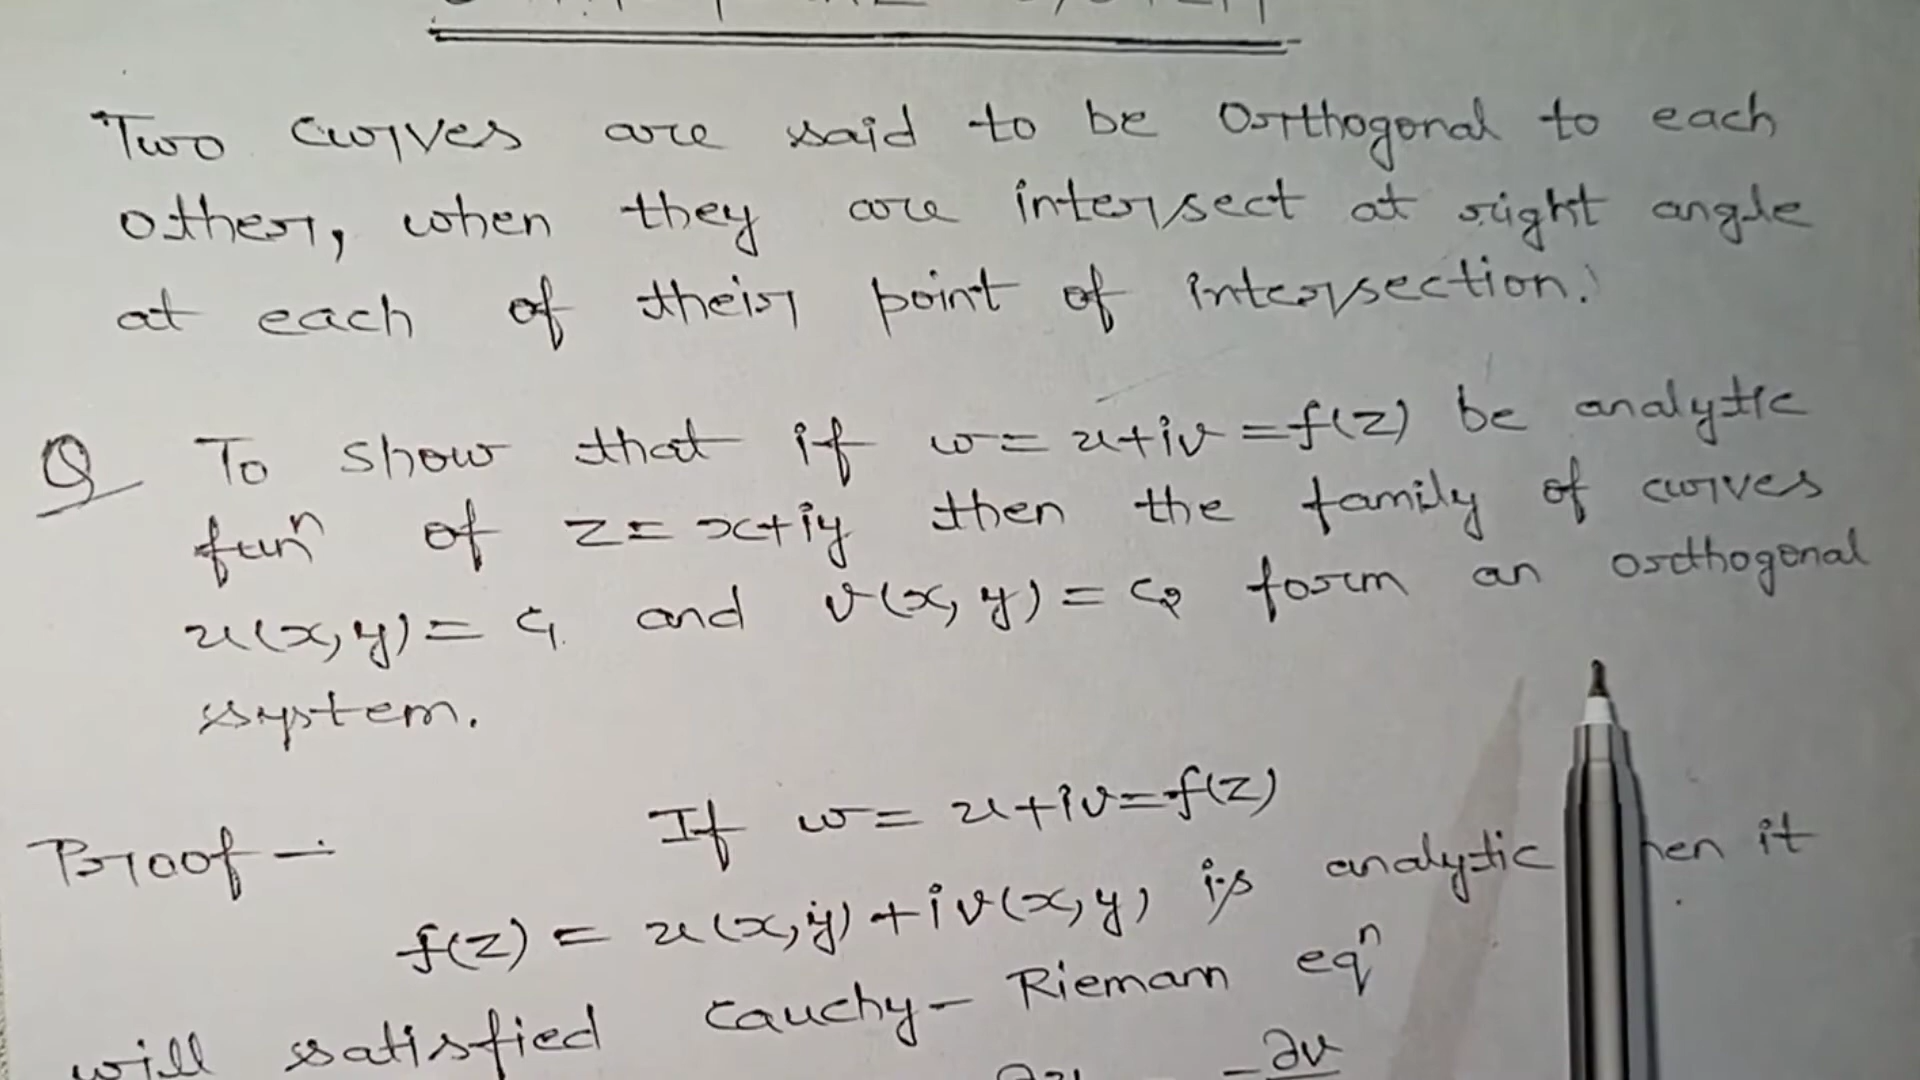 Two curves are said to be Orthogonal to each
other, when they are intersect at right angle
at each of their point of intersection.
Q To show that if w = u+iv = f(z) be analytic
funⁿ of z = x+iy then the family of curves
u(x,y) = c₁ and v(x,y) = c₂ form an orthogonal
system.
Proof - If w = u+iv = f(z)
f(z) = u(x,y) + iv(x,y) is analytic hen it
will satisfied Cauchy - Riemann eqⁿ
-∂v